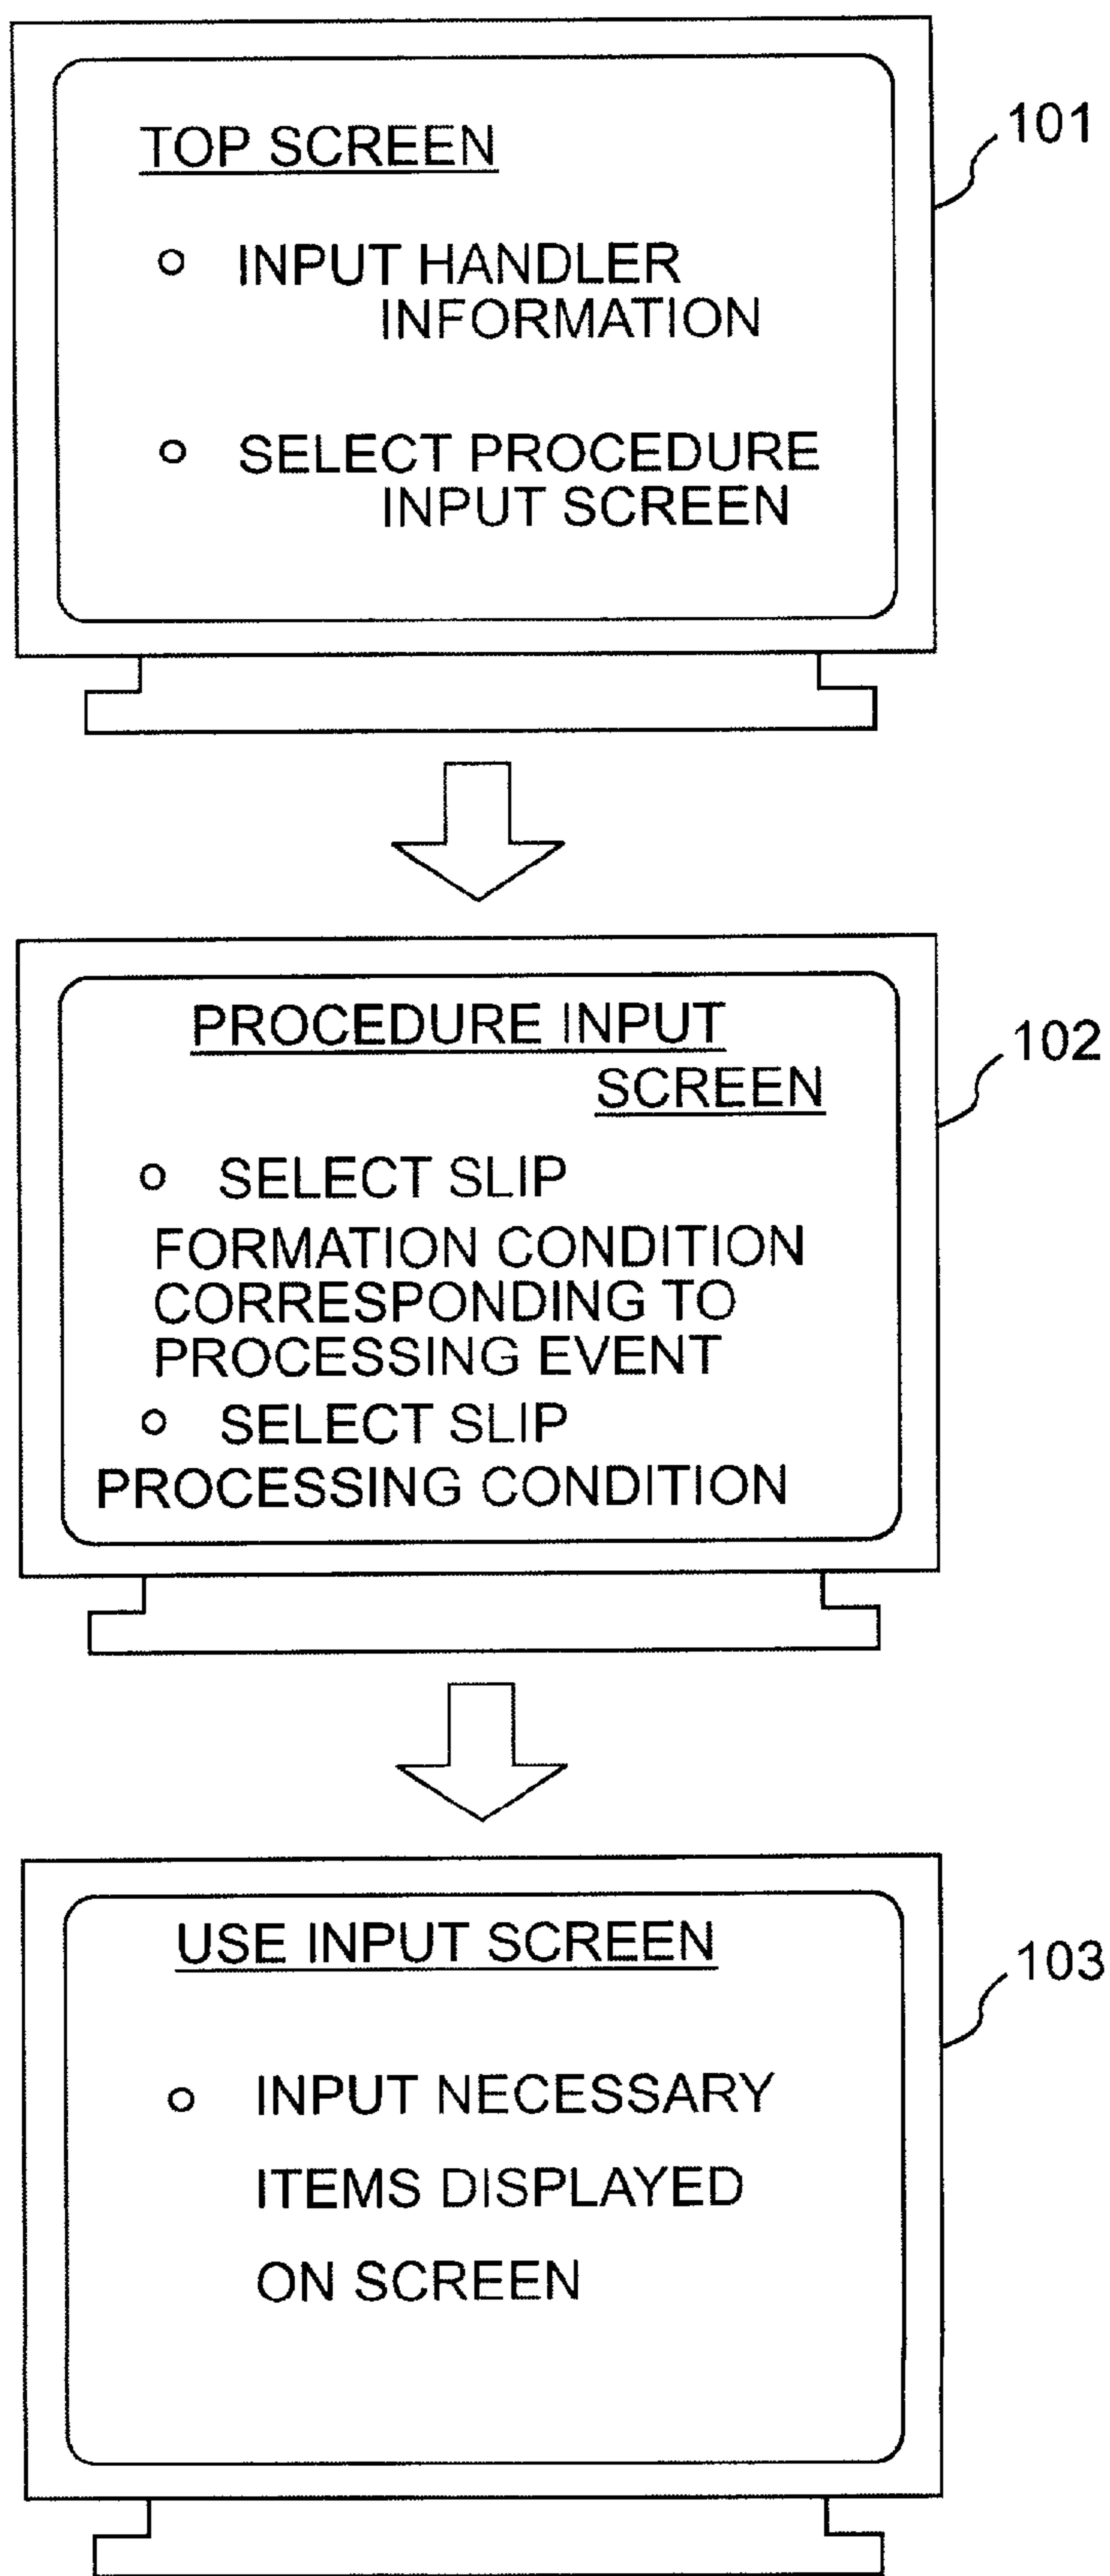 TOP SCREEN
101
○ INPUT HANDLER
INFORMATION
○ SELECT PROCEDURE
INPUT SCREEN
PROCEDURE INPUT
102
SCREEN
○ SELECT SLIP
FORMATION CONDITION
CORRESPONDING TO
PROCESSING EVENT
○ SELECT SLIP
PROCESSING CONDITION
USE INPUT SCREEN
103
○ INPUT NECESSARY
ITEMS DISPLAYED
ON SCREEN